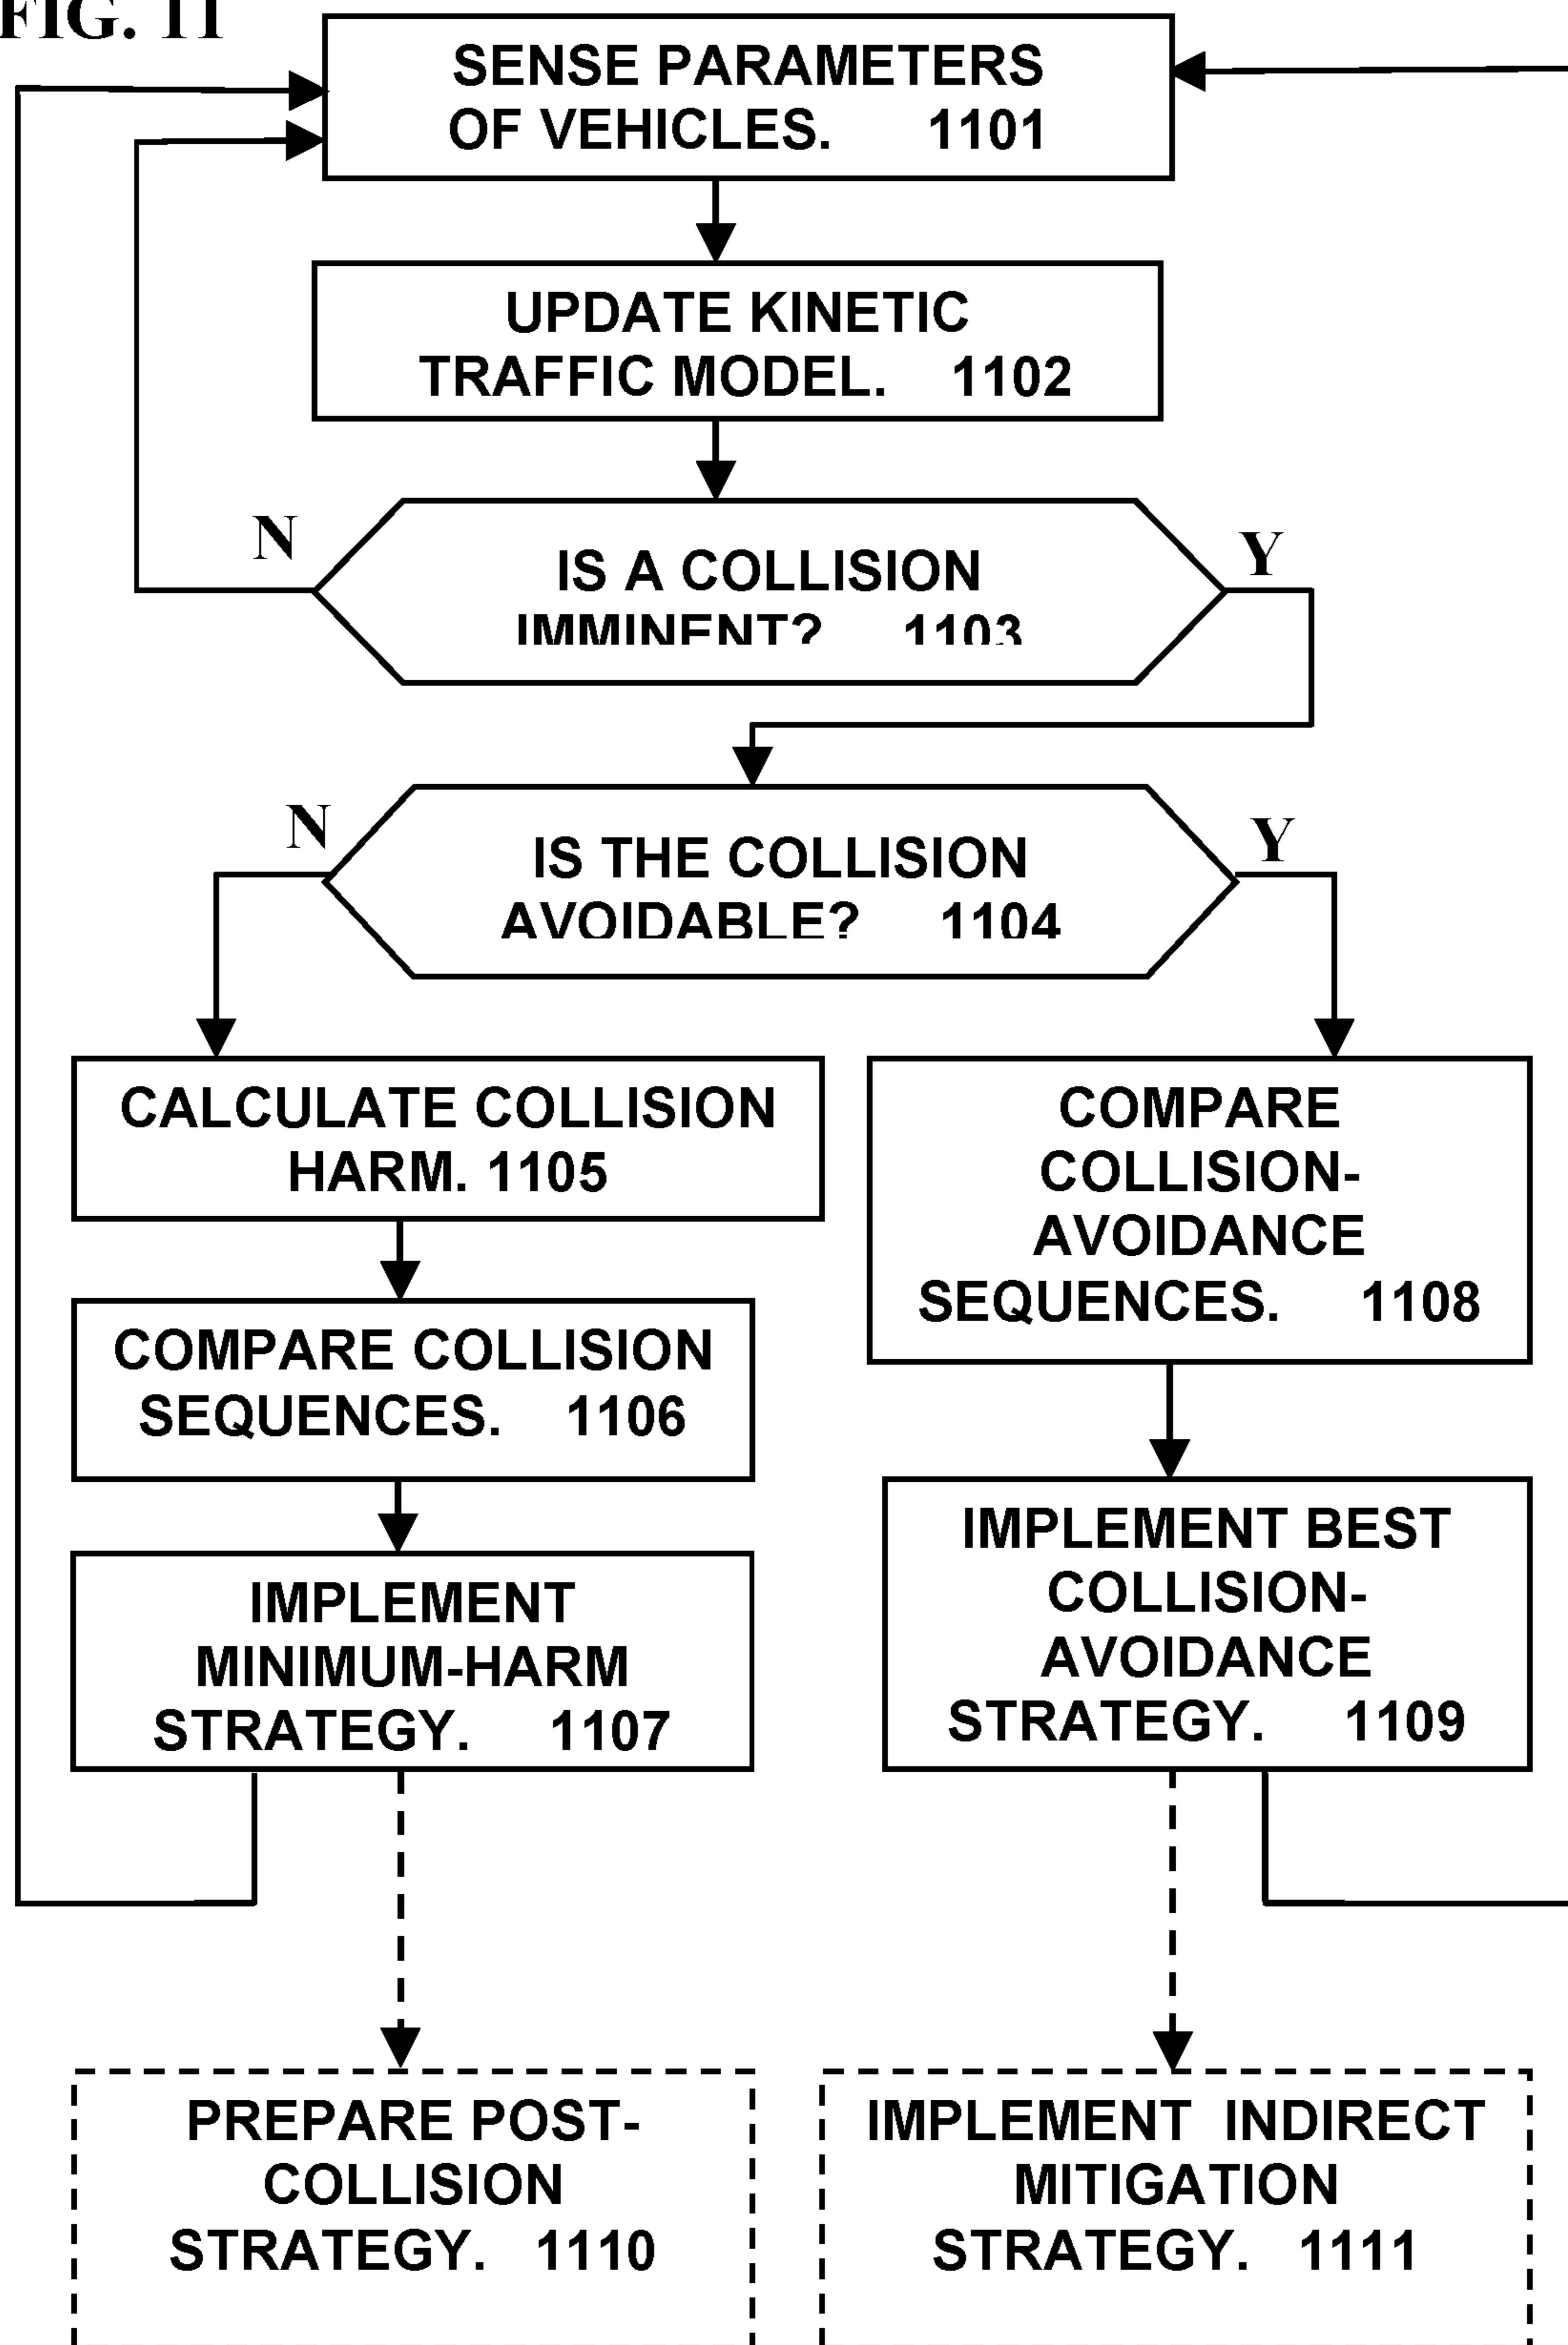 FIG. 11
SENSE PARAMETERS
OF VEHICLES. 1101
UPDATE KINETIC
TRAFFIC MODEL. 1102
N
Y
IS A COLLISION
IMMINENT? 1103
N
Y
IS THE COLLISION
AVOIDABLE? 1104
CALCULATE COLLISION
HARM. 1105
COMPARE COLLISION
SEQUENCES. 1106
IMPLEMENT
MINIMUM-HARM
STRATEGY. 1107
COMPARE
COLLISION-
AVOIDANCE
SEQUENCES. 1108
IMPLEMENT BEST
COLLISION-
AVOIDANCE
STRATEGY. 1109
PREPARE POST-
COLLISION
STRATEGY. 1110
IMPLEMENT INDIRECT
MITIGATION
STRATEGY. 1111